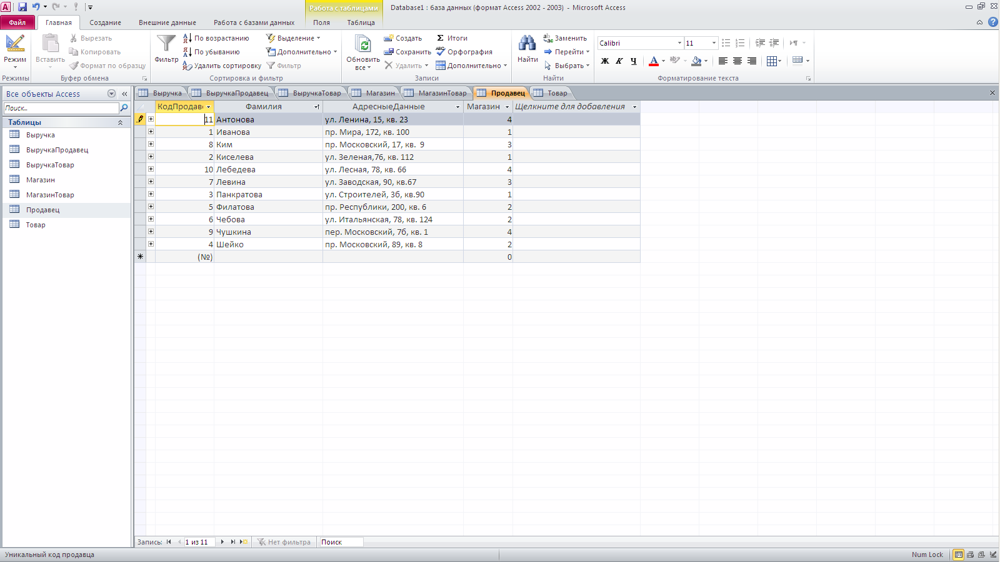 Работа с таблицами
Database1 : база данных (формат Access 2002 - 2003) - Microsoft Access
Файл Главная Создание Внешние данные Работа с базами данных Поля Таблица
Режим
Режимы
Вставить
Вырезать
Копировать
Формат по образцу
Буфер обмена
Фильтр
По возрастанию
По убыванию
Удалить сортировку
Выделение
Дополнительно
Фильтр
Сортировка и фильтр
Обновить
все
Создать
Сохранить
Удалить
Итоги
Орфография
Дополнительно
Записи
Найти
Заменить
Перейти
Выбрать
Найти
Calibri 11
Ж К Ч
Форматирование текста
Все объекты Access
Поиск...
Таблицы
Выручка
ВыручкаПродавец
ВыручкаТовар
Магазин
МагазинТовар
Продавец
Товар
Выручка ВыручкаПродавец ВыручкаТовар Магазин МагазинТовар Продавец Товар
КодПродаве Фамилия АдресныеДанные Магазин Щелкните для добавления
11 Антонова ул. Ленина, 15, кв. 23 4
1 Иванова пр. Мира, 172, кв. 100 1
8 Ким пр. Московский, 17, кв. 9 3
2 Киселева ул. Зеленая,76, кв. 112 1
10 Лебедева ул. Лесная, 78, кв. 66 4
7 Левина ул. Заводская, 90, кв.67 3
3 Панкратова ул. Строителей, 3б, кв.90 1
5 Филатова пр. Республики, 200, кв. 6 2
6 Чебова ул. Итальянская, 78, кв. 124 2
9 Чушкина пер. Московский, 7б, кв. 1 4
4 Шейко пр. Московский, 89, кв. 8 2
(№) 0
Запись: 1 из 11 Нет фильтра Поиск
Уникальный код продавца
Num Lock